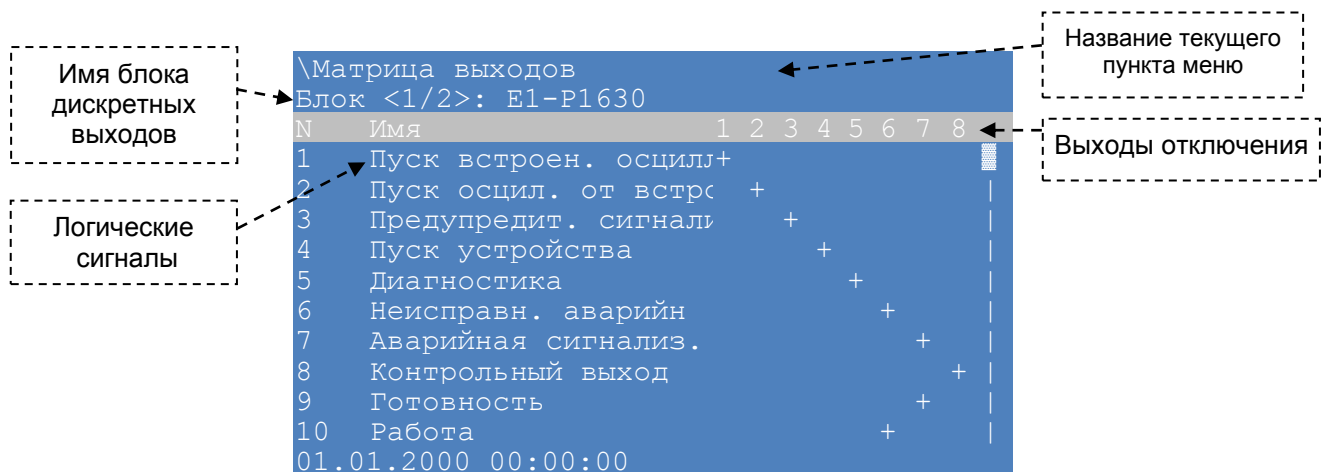 Имя блока
дискретных
выходов
Логические
сигналы
\Матрица выходов
Блок <1/2>: E1-P1630
N Имя 1 2 3 4 5 6 7 8
1 Пуск встроен. осцилл+
2 Пуск осцил. от встро +
3 Предупредит. сигнали +
4 Пуск устройства +
5 Диагностика +
6 Неисправн. аварийн +
7 Аварийная сигнализ. +
8 Контрольный выход +
9 Готовность +
10 Работа +
01.01.2000 00:00:00
Название текущего
пункта меню
Выходы отключения